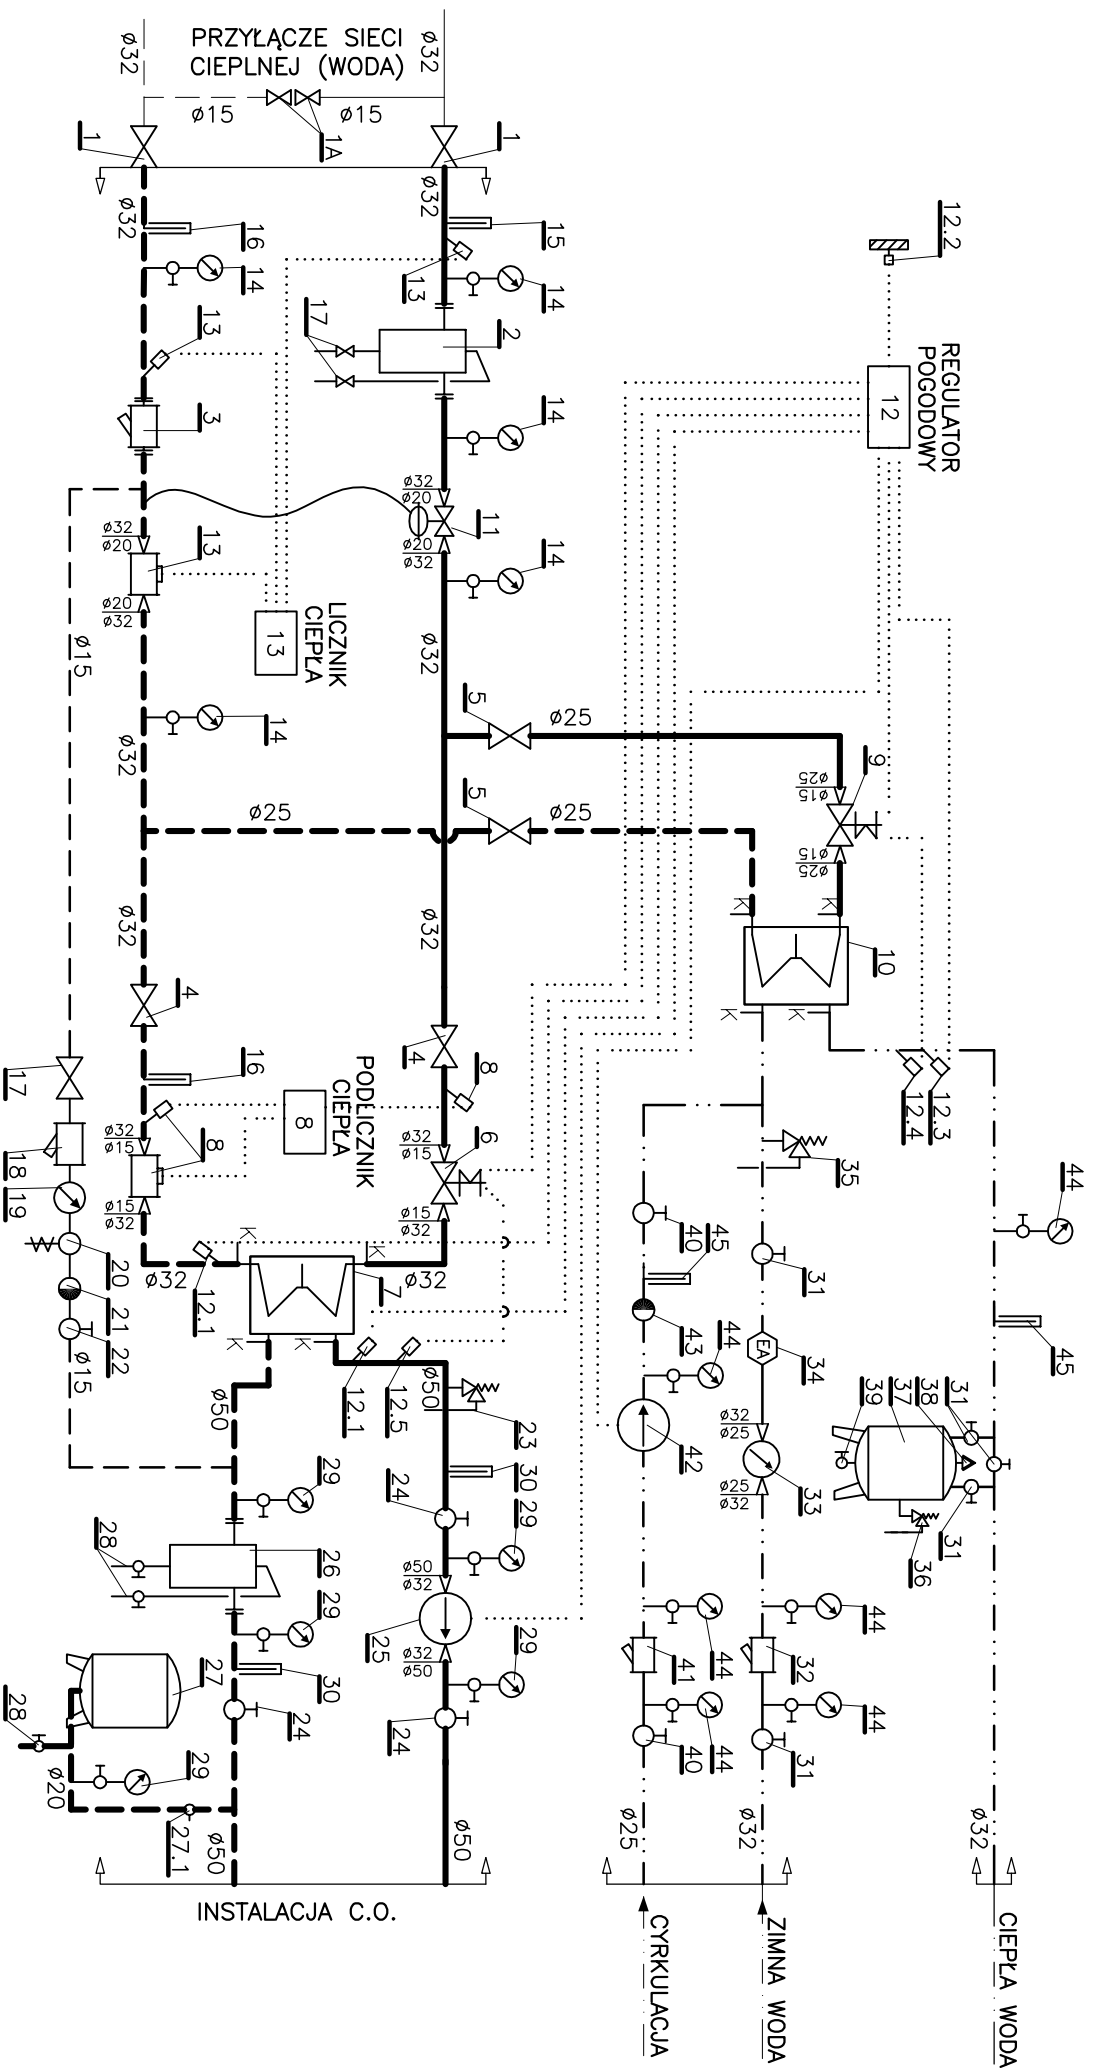 PRZYŁĄCZE SIECI
CIEPLNEJ (WODA)
ø32
ø32
ø15
ø15
1A
1
1
ø32
ø32
16
15
14
13
14
13
17
2
3
14
ø32
ø20
11
ø20
ø32
14
ø32
ø20
13
ø20
ø32
LICZNIK
CIEPŁA
13
ø15
ø32
14
ø32
5
ø25
5
ø25
ø25
ø32
ø32
12.2
REGULATOR
POGODOWY
12
9
ø25
ø15
ø15
ø25
K
K
10
K
K
12.3
12.4
4
4
16
8
PODLICZNIK
CIEPŁA
8
6
ø32
ø15
ø15
ø32
ø32
ø15
8
ø15
ø32
17
18
19
20
21
22
ø15
ø32
ø32
K
K
7
K
K
12.1
12.1
12.5
ø50
ø50
23
30
24
29
ø50
ø32
25
ø32
ø50
29
24
ø50
29
28
26
29
30
24
27
28
29
ø20
27.1
ø50
INSTALACJA C.O.
35
40
45
43
44
42
31
34
ø32
ø25
33
ø25
ø32
44
45
31
38
37
39
31
36
44
44
41
32
44
44
40
31
ø25
ø32
ø32
CYRKULACJA
ZIMNA WODA
CIEPŁA WODA
EA